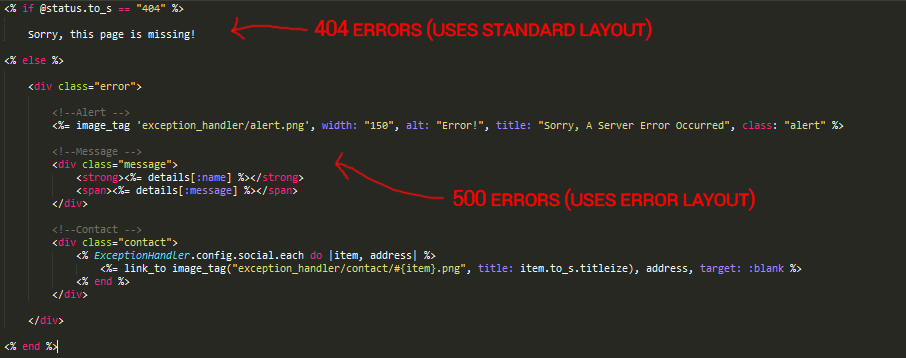 <% if @status.to_s == "404" %>
Sorry, this page is missing!
404 ERRORS (USES STANDARD LAYOUT)
<% else %>
<div class="error">
<!--Alert -->
<%= image_tag 'exception_handler/alert.png', width: "150", alt: "Error!", title: "Sorry, A Server Error Occurred", class: "alert" %>
<!--Message -->
<div class="message">
<strong><%= details[:name] %></strong>
<span><%= details[:message] %></span>
</div>
500 ERRORS (USES ERROR LAYOUT)
<!--Contact -->
<div class="contact">
<% ExceptionHandler.config.social.each do |item, address| %>
<%= link_to image_tag("exception_handler/contact/#{item}.png", title: item.to_s.titleize), address, target: :blank %>
<% end %>
</div>
</div>
<% end %>